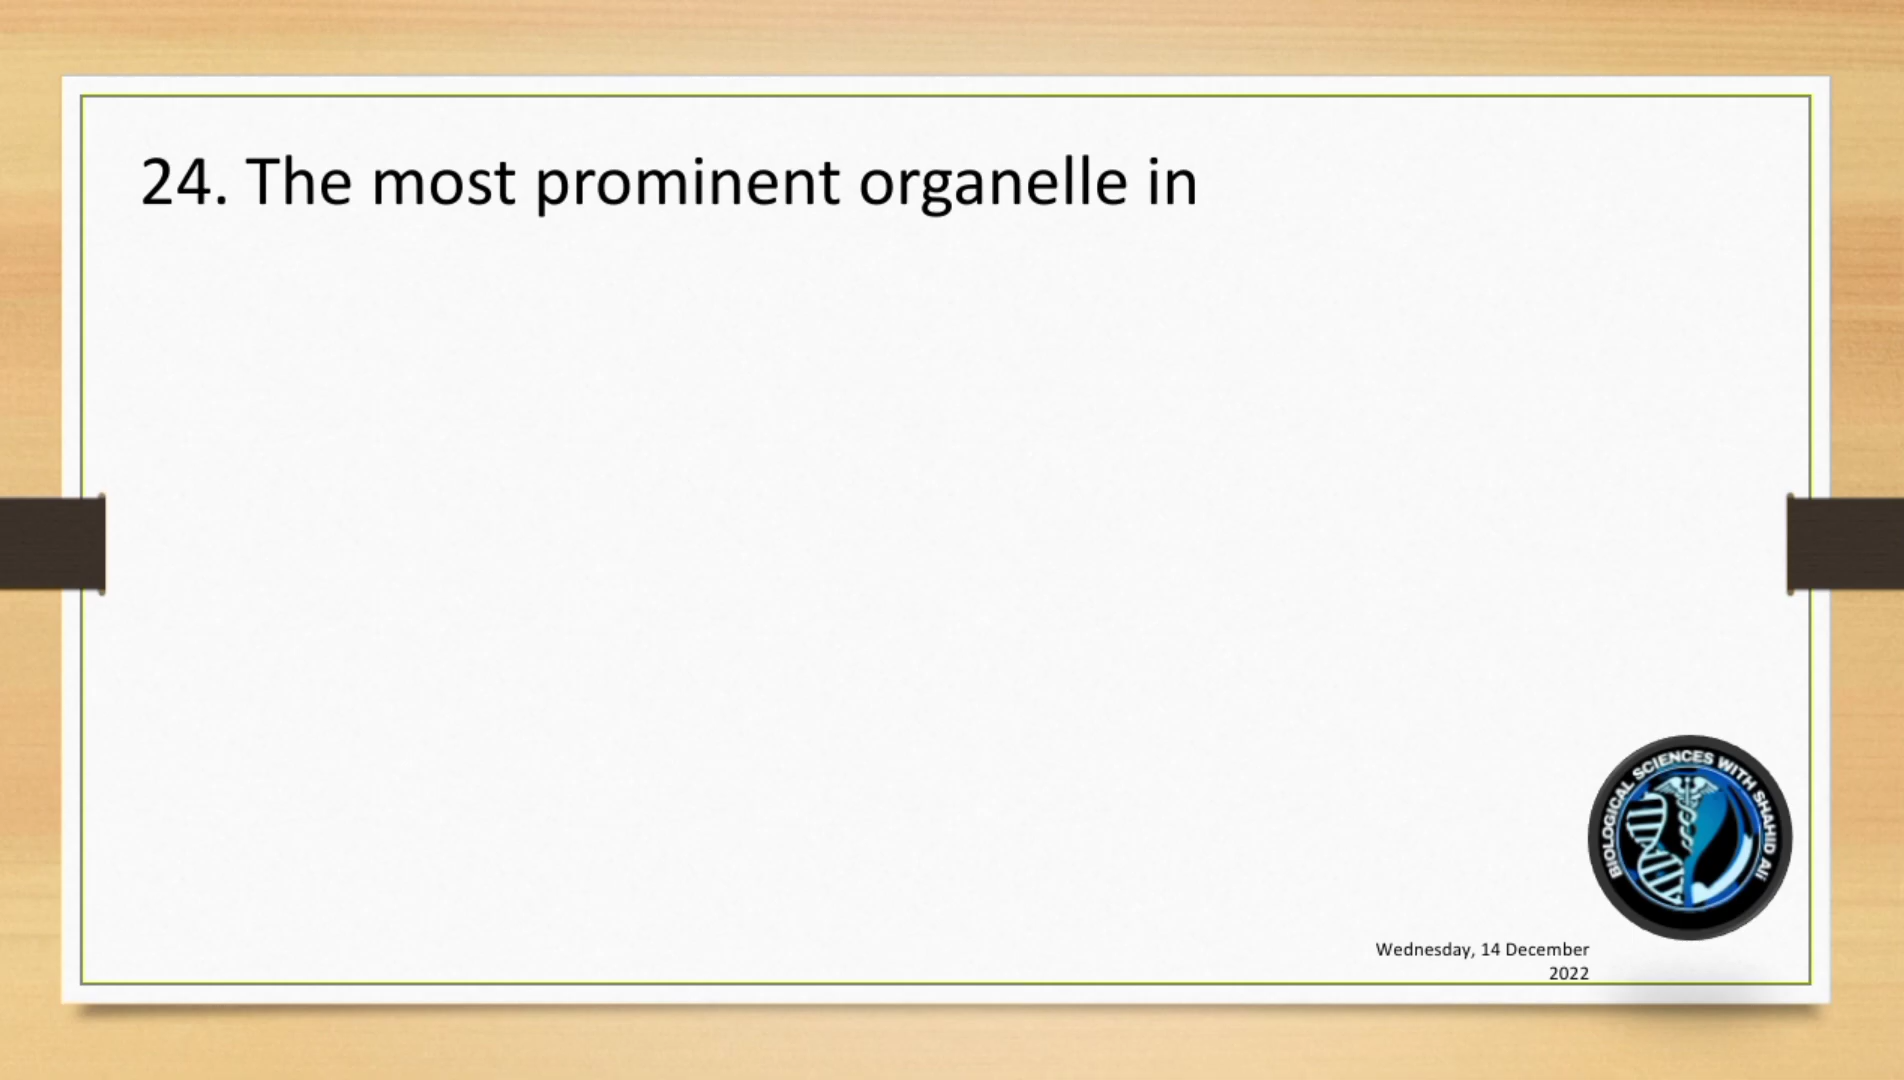 24. The most prominent organelle in
BIOLOGICAL SCIENCES WITH SHAHID Ali
Wednesday, 14 December
2022